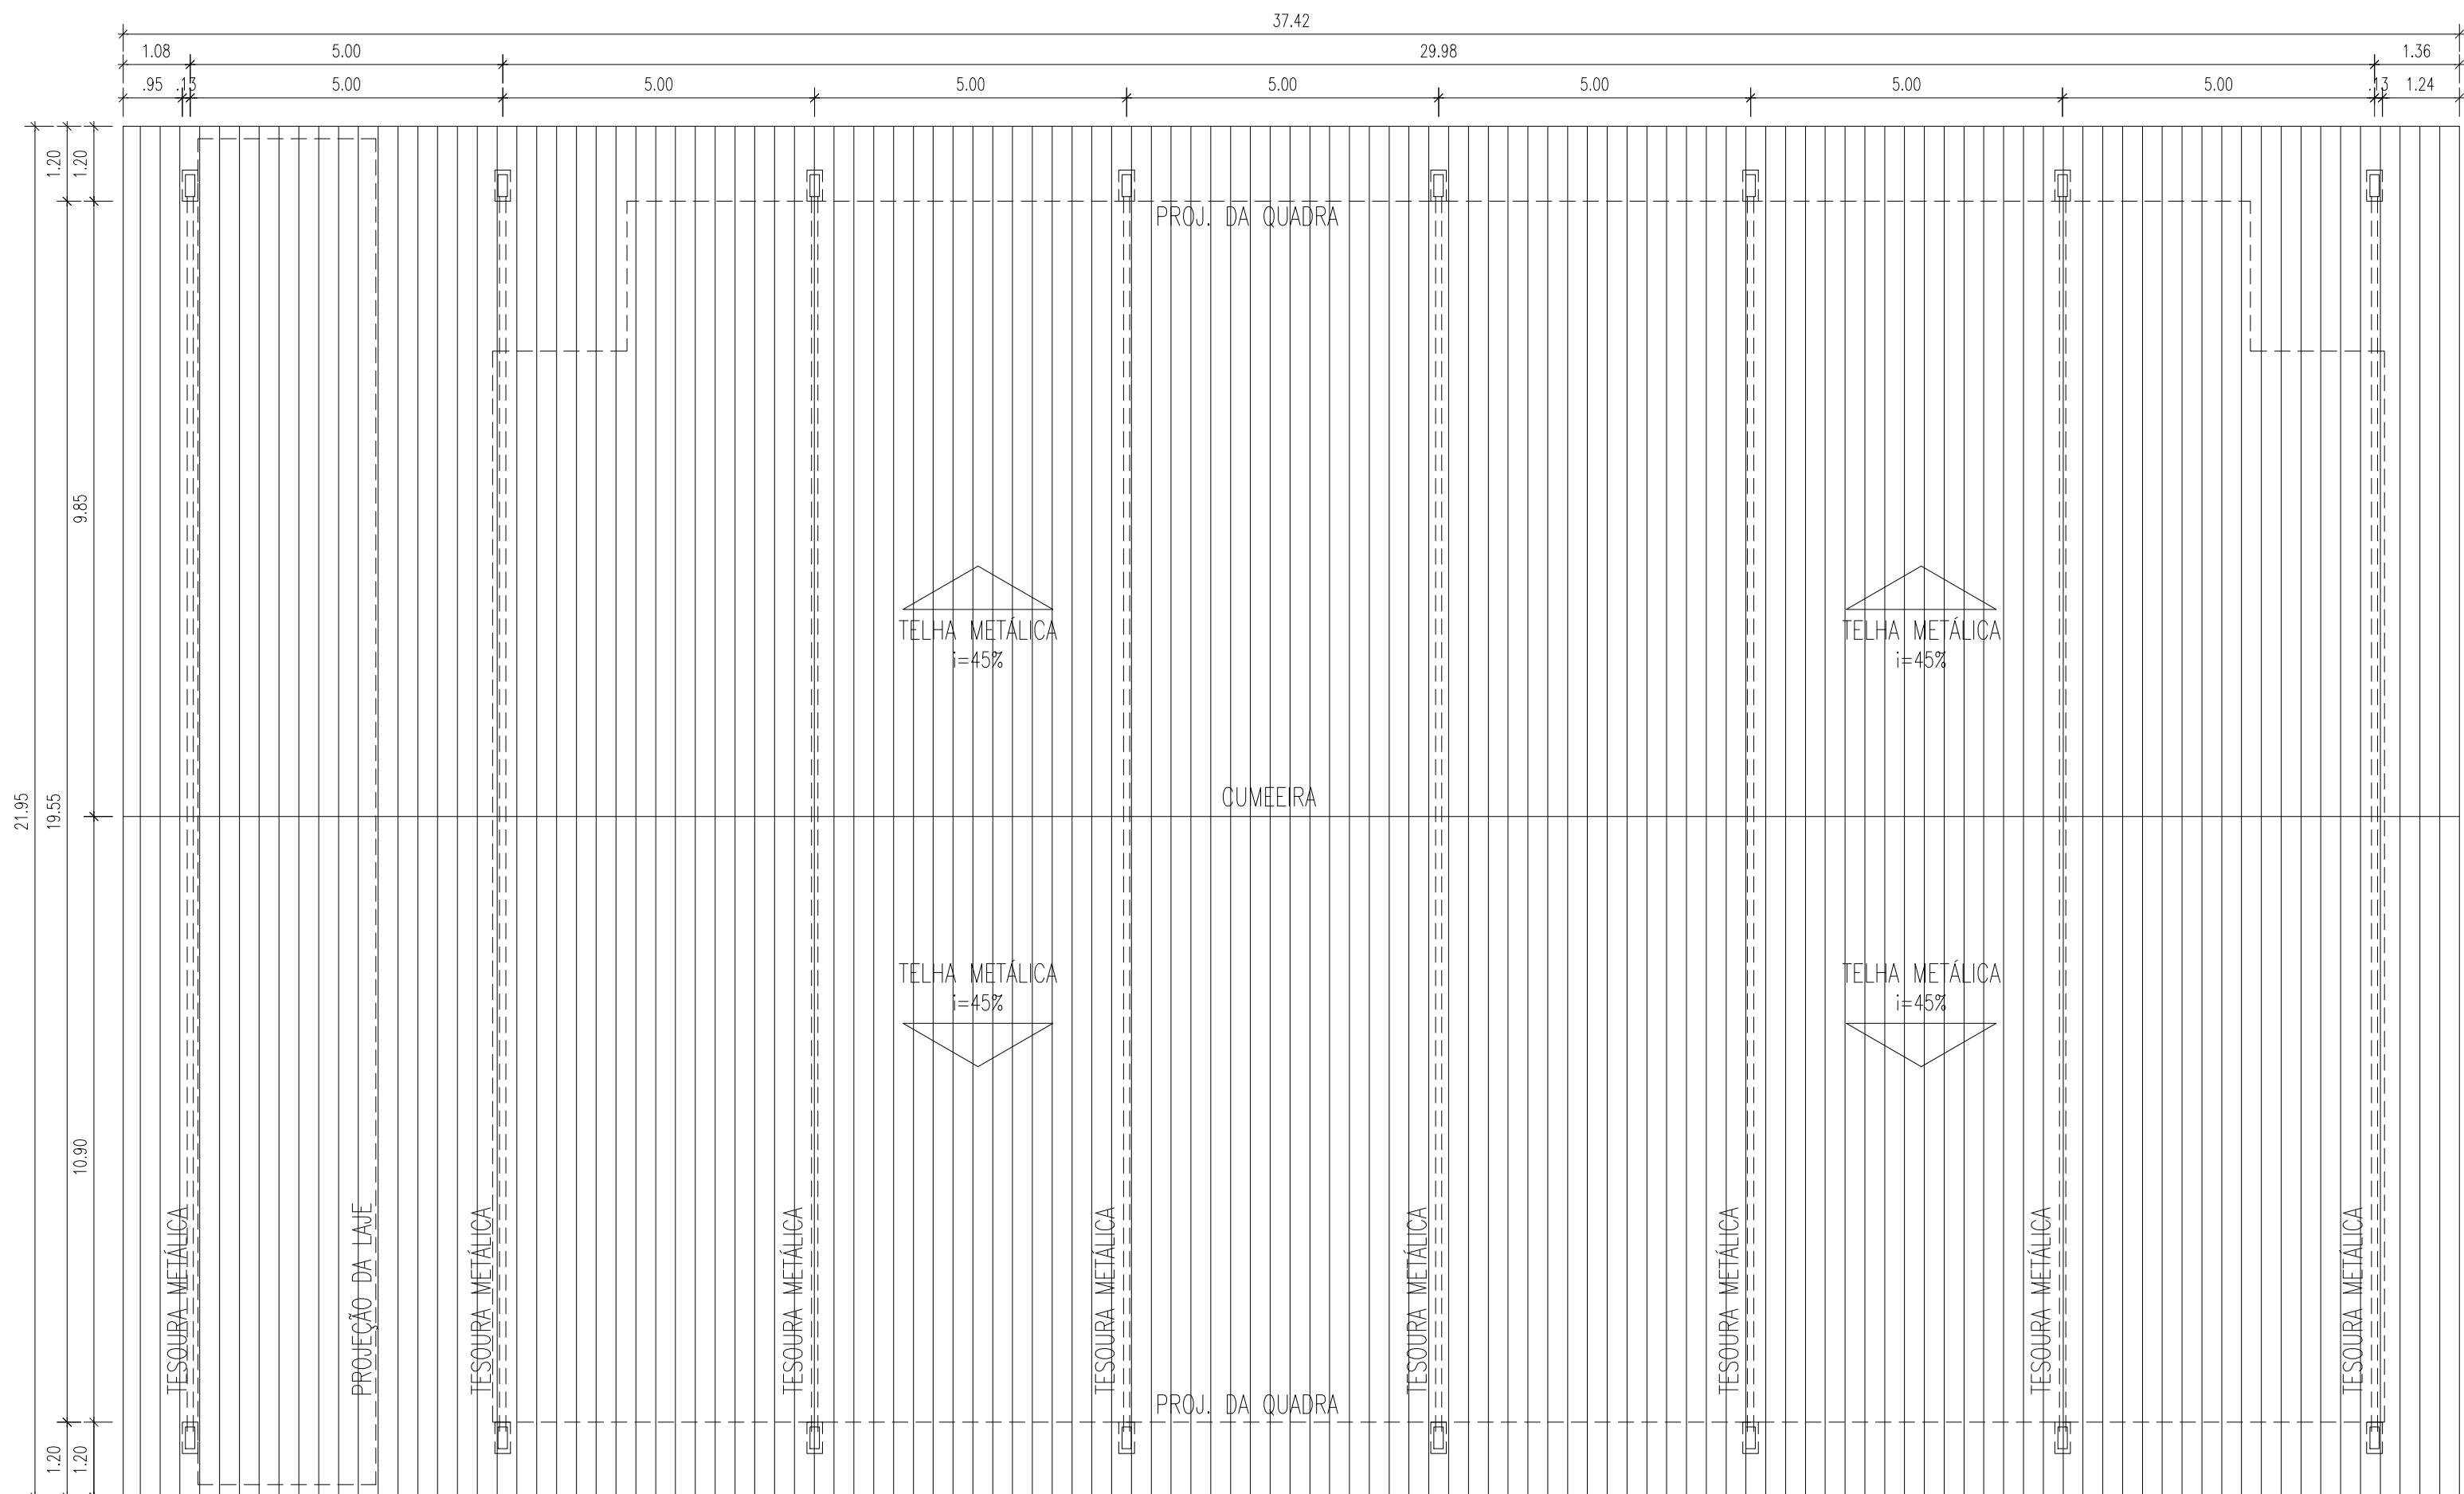 37.42
1.08 5.00 29.98 1.36
.95 .13 5.00 5.00 5.00 5.00 5.00 5.00 5.00 .13 1.24
1.20 1.20
PROJ. DA QUADRA
9.85
TELHA METÁLICA TELHA METÁLICA
i=45% i=45%
CUMEEIRA
21.95 19.55
TELHA METÁLICA TELHA METÁLICA
i=45% i=45%
10.90
TESOURA METÁLICA
PROJEÇÃO DA LAJE
TESOURA METÁLICA
TESOURA METÁLICA
TESOURA METÁLICA
TESOURA METÁLICA
TESOURA METÁLICA
TESOURA METÁLICA
TESOURA METÁLICA
PROJ. DA QUADRA
1.20 1.20